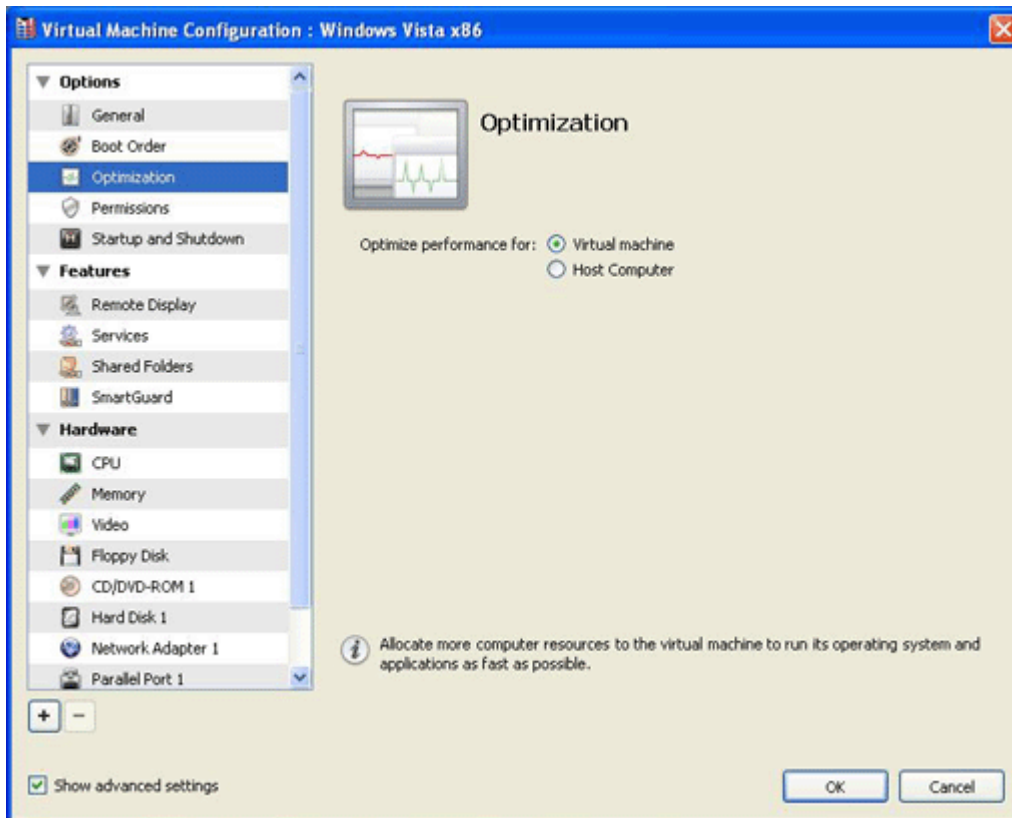 Virtual Machine Configuration : Windows Vista x86
Options
General
Boot Order
Optimization
Permissions
Startup and Shutdown
Features
Remote Display
Services
Shared Folders
SmartGuard
Hardware
CPU
Memory
Video
Floppy Disk
CD/DVD-ROM 1
Hard Disk 1
Network Adapter 1
Parallel Port 1
Optimization
Optimize performance for: Virtual machine
Host Computer
Allocate more computer resources to the virtual machine to run its operating system and
applications as fast as possible.
Show advanced settings
OK
Cancel